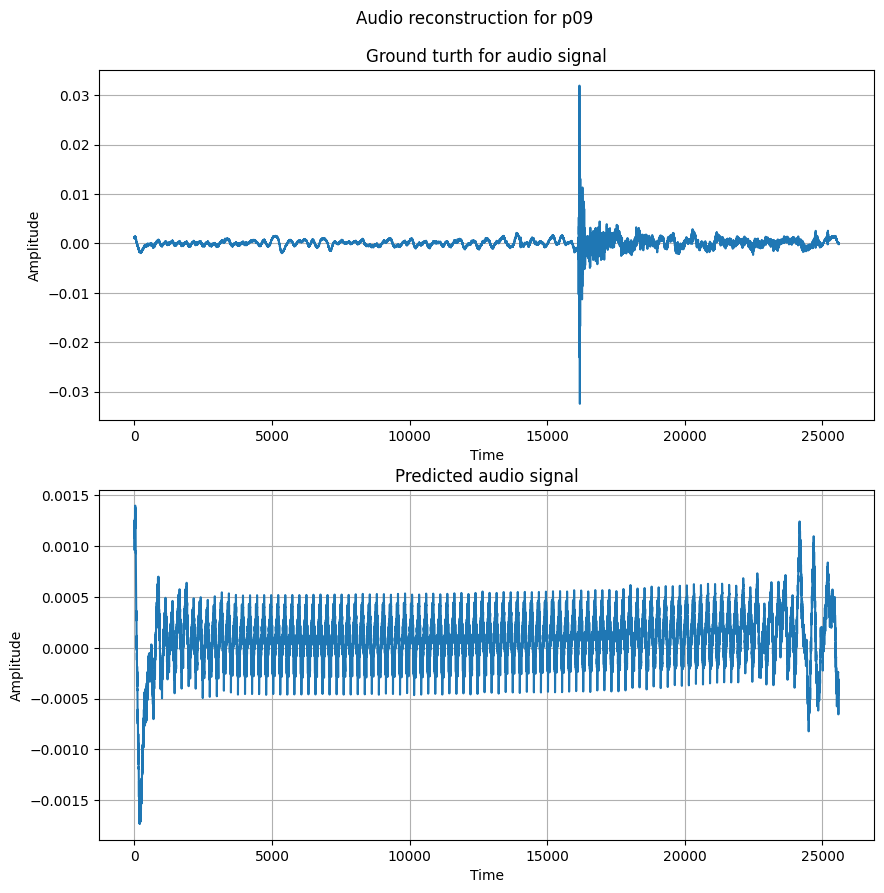 Audio reconstruction for p09
Ground turth for audio signal
0.03
0.02
0.01
0.00
−0.01
−0.02
−0.03
Amplitude
0 5000 10000 15000 20000 25000
Time
Predicted audio signal
0.0015
0.0010
0.0005
0.0000
−0.0005
−0.0010
−0.0015
Amplitude
0 5000 10000 15000 20000 25000
Time